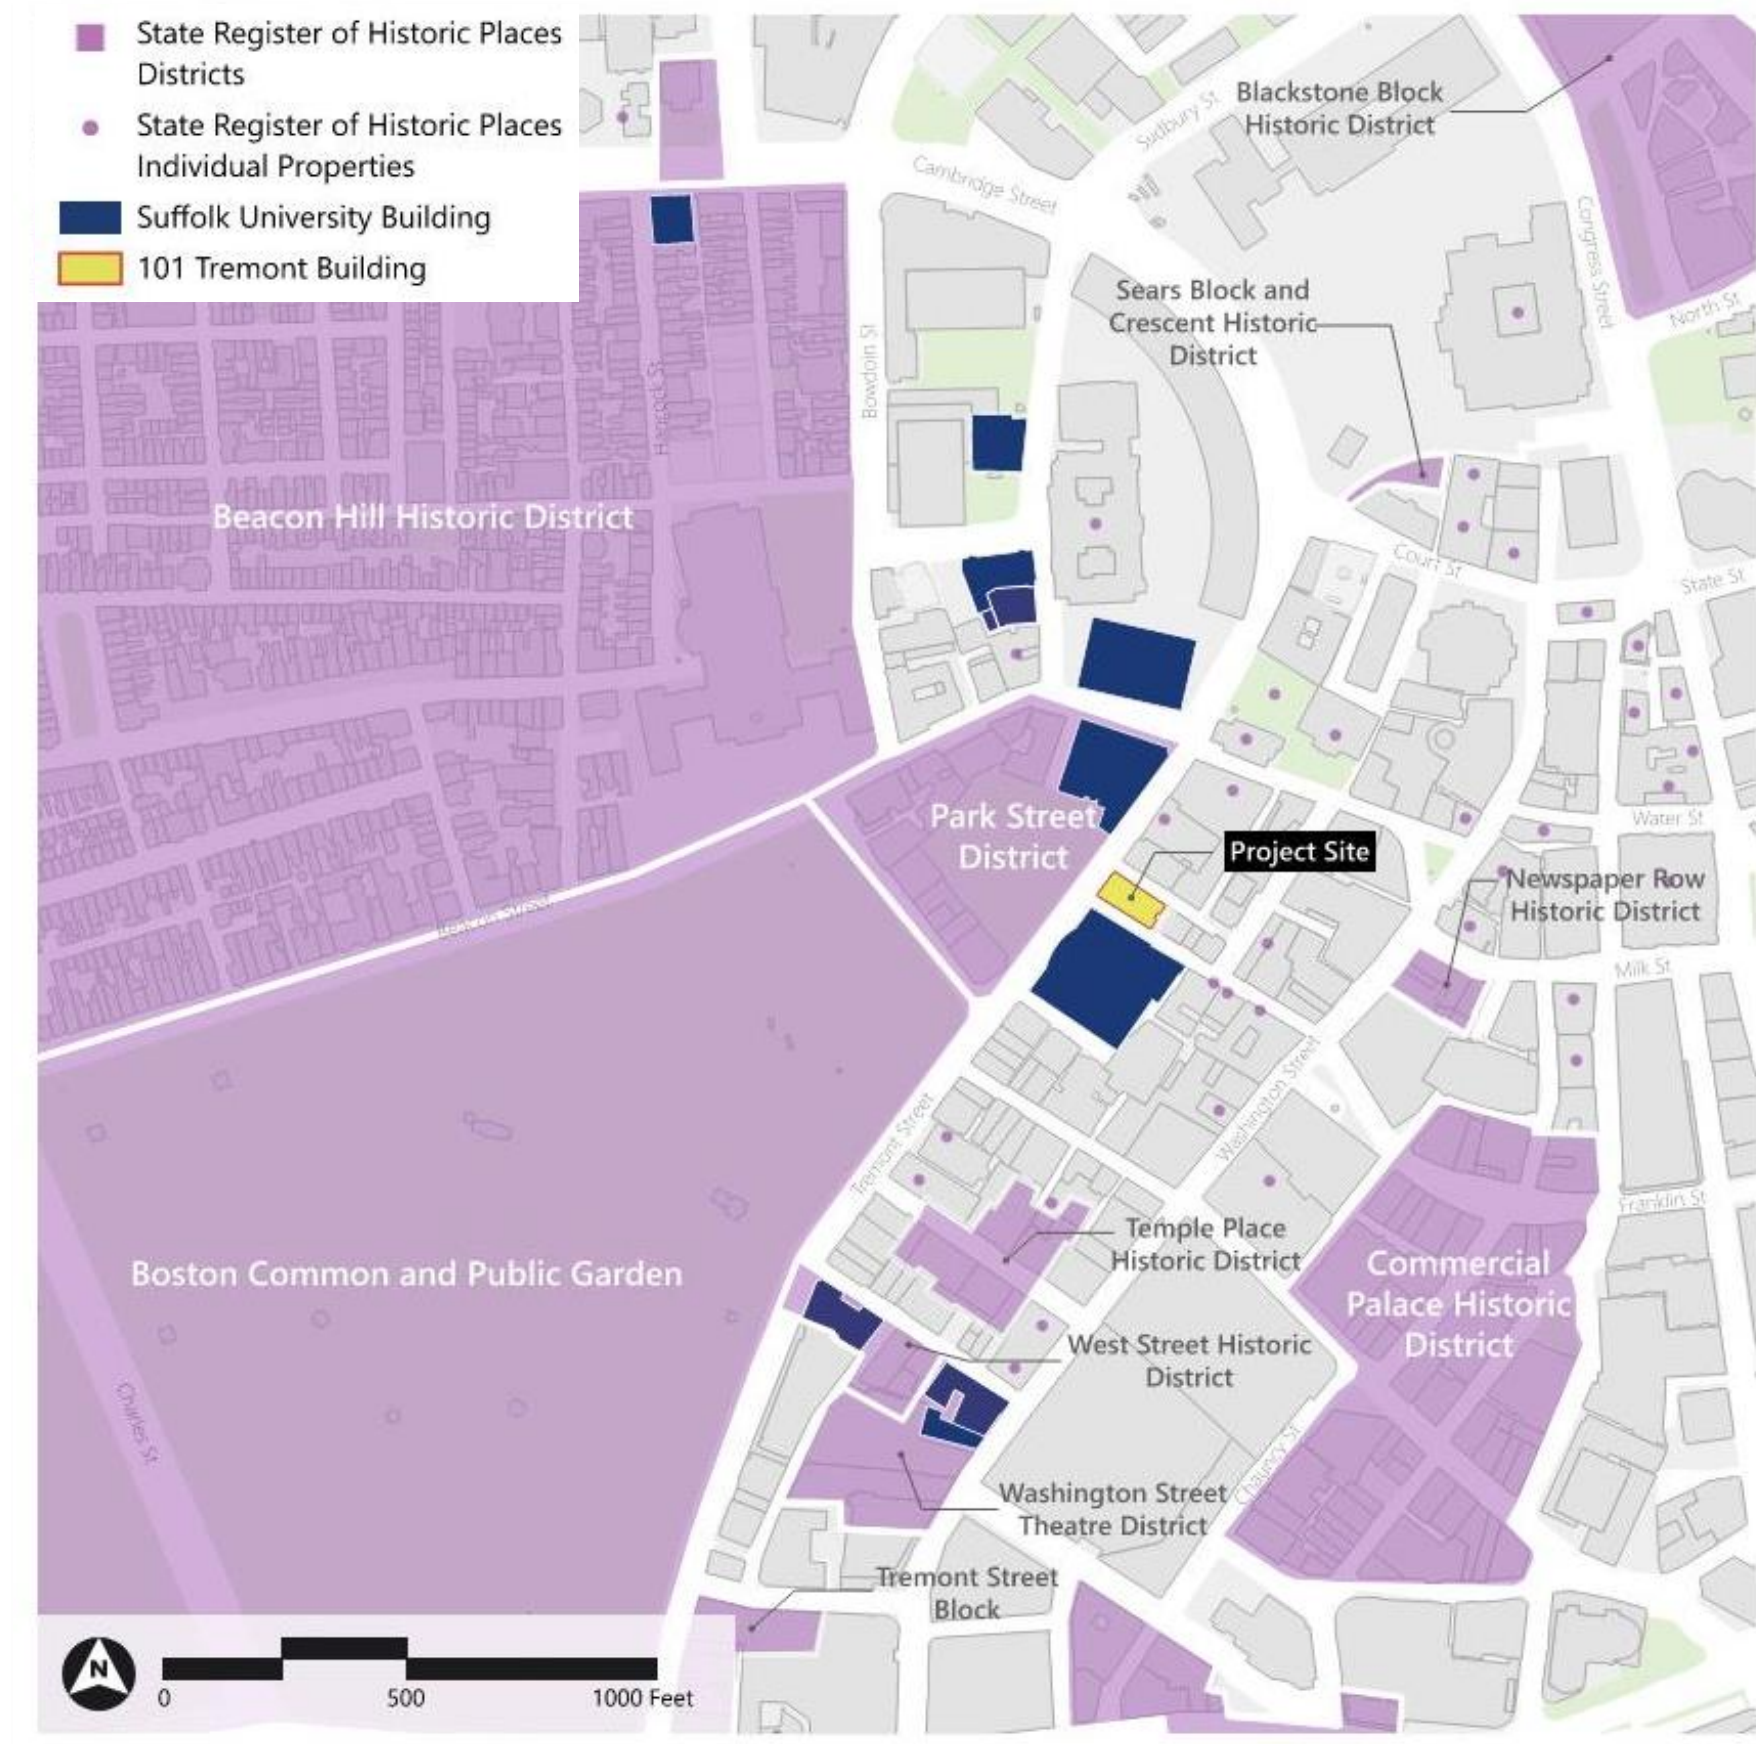 State Register of Historic Places
Districts
State Register of Historic Places
Individual Properties
Suffolk University Building
101 Tremont Building
Blackstone Block
Historic District
Sudbury St
Cambridge Street
Congress Street
North St
Sears Block and
Crescent Historic
District
Bowdoin St
Hancock St
Beacon Hill Historic District
Court St
State St
Park Street
District
Project Site
Water St
Newspaper Row
Historic District
Beacon Street
Milk St
Washington Street
Tremont Street
Franklin St
Temple Place
Historic District
Commercial
Palace Historic
District
Boston Common and Public Garden
West Street Historic
District
Charles St
Chauncy St
Washington Street
Theatre District
Tremont Street
Block
N
0 500 1000 Feet